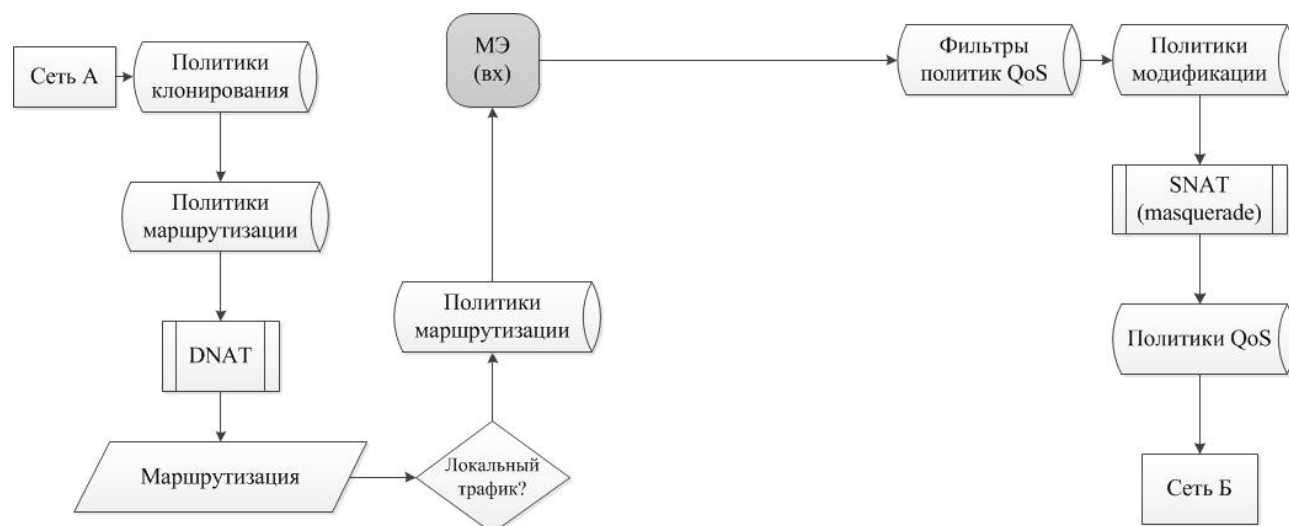 Сеть А
Политики
клонирования
Политики
маршрутизации
DNAT
Маршрутизация
Локальный
трафик?
Политики
маршрутизации
МЭ
(вх)
Фильтры
политик QoS
Политики
модификации
SNAT
(masquerade)
Политики QoS
Сеть Б